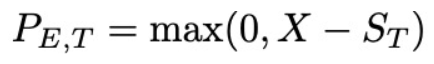 P_{E,T} = max(0, X − S_T)